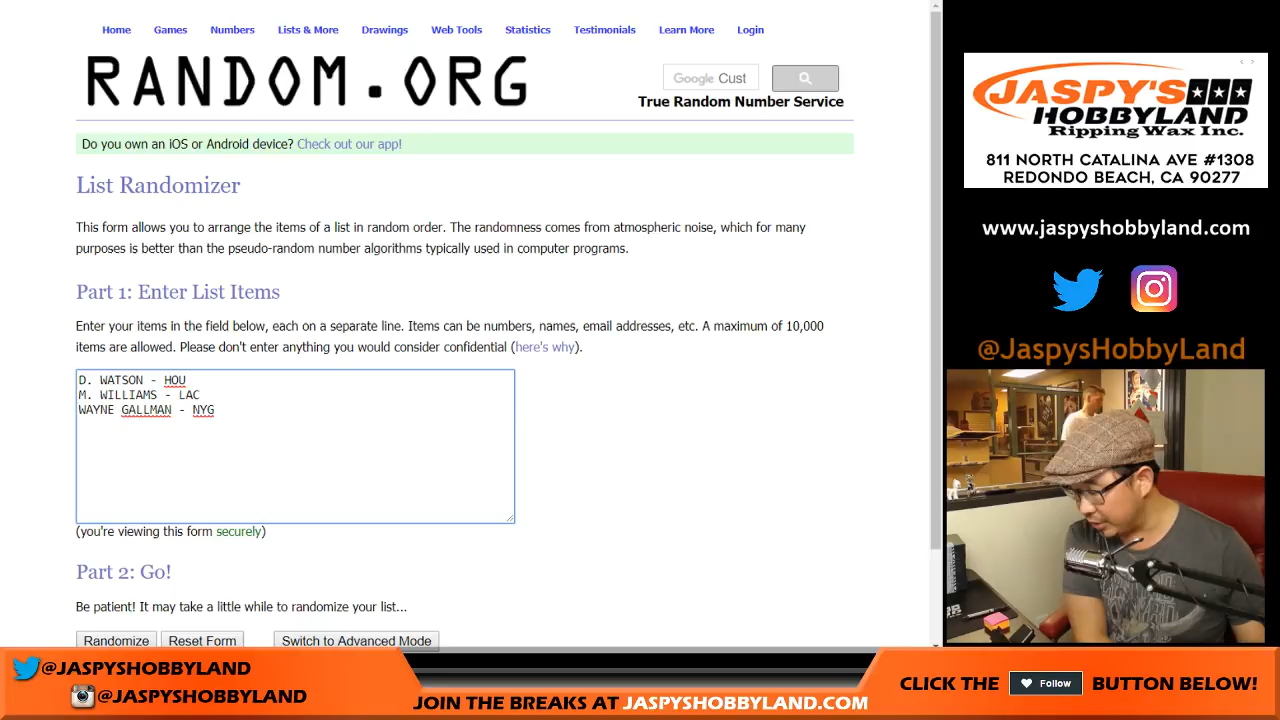 Home Games Numbers Lists & More Drawings Web Tools Statistics Testimonials Learn More Login
RANDOM.ORG
Google Cust
True Random Number Service
Do you own an iOS or Android device? Check out our app!
List Randomizer
This form allows you to arrange the items of a list in random order. The randomness comes from atmospheric noise, which for many
purposes is better than the pseudo-random number algorithms typically used in computer programs.
Part 1: Enter List Items
Enter your items in the field below, each on a separate line. Items can be numbers, names, email addresses, etc. A maximum of 10,000
items are allowed. Please don't enter anything you would consider confidential (here's why).
D. WATSON - HOU
M. WILLIAMS - LAC
WAYNE GALLMAN - NYG
(you're viewing this form securely)
Part 2: Go!
Be patient! It may take a little while to randomize your list...
Randomize Reset Form Switch to Advanced Mode
JASPY'S
HOBBYLAND
Ripping Wax Inc.
811 NORTH CATALINA AVE #1308
REDONDO BEACH, CA 90277
www.jaspyshobbyland.com
@JaspysHobbyLand
@JASPYSHOBBYLAND
@JASPYSHOBBYLAND
JOIN THE BREAKS AT JASPYSHOBBYLAND.COM
CLICK THE Follow BUTTON BELOW!